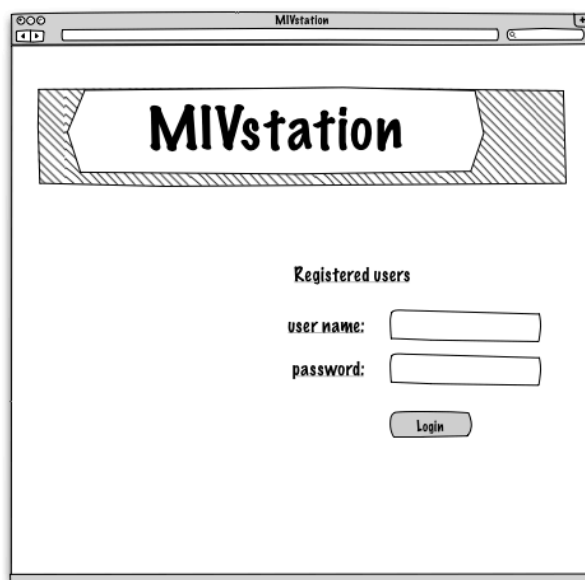 MIVstation
MIVstation
Registered users
user name:
password:
Login